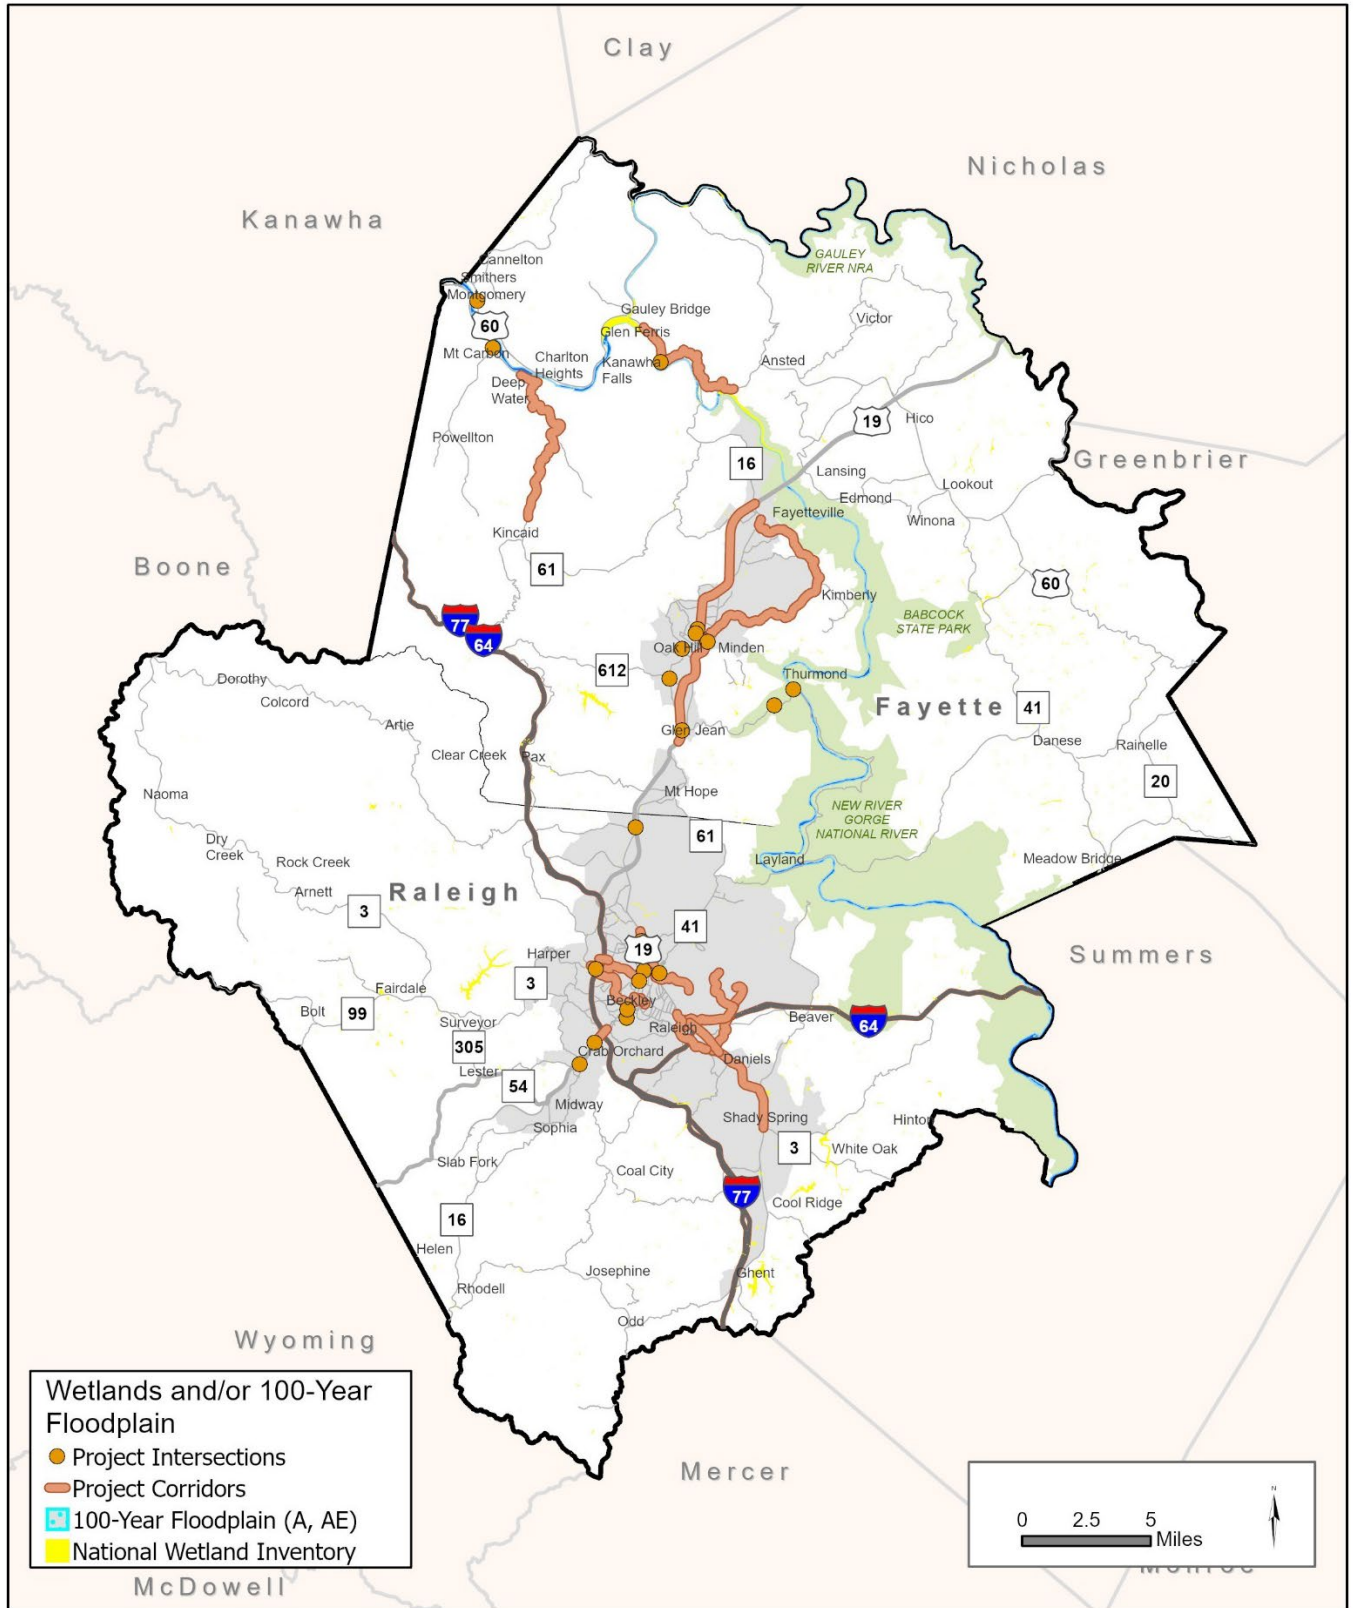 Clay
Nicholas
Kanawha
GAULEY
RIVER NRA
Cannelton
Smithers
Montgomery
Gauley Bridge
Victor
60
Glen Ferris
Mt Carbon
Charlton
Heights
Kanawha
Falls
Ansted
Deep
Water
19
Hico
Powellton
16
Greenbrier
Lansing
Edmond
Lookout
Fayetteville
Winona
Kincaid
Boone
61
60
Kimberly
77
BABCOCK
STATE PARK
64
Oak Hill
Minden
612
Thurmond
Dorothy
Colcord
Fayette
41
Artie
Glen Jean
Danese
Rainelle
Clear Creek
Pax
20
Naoma
Mt Hope
NEW RIVER
GORGE
NATIONAL RIVER
Dry
Creek
61
Rock Creek
Layland
Meadow Bridge
Arnett
Raleigh
3
41
Harper
19
Summers
3
Fairdale
Beckley
Bolt
99
Surveyor
Raleigh
Beaver
64
305
Crab Orchard
Daniels
Lester
54
Midway
Shady Spring
Hinton
Sophia
3
White Oak
Slab Fork
Coal City
77
Cool Ridge
16
Helen
Josephine
Ghent
Rhodell
Odd
Wyoming
Wetlands and/or 100-Year
Floodplain
Project Intersections
Project Corridors
100-Year Floodplain (A, AE)
National Wetland Inventory
Mercer
N
0 2.5 5
Miles
Monroe
McDowell